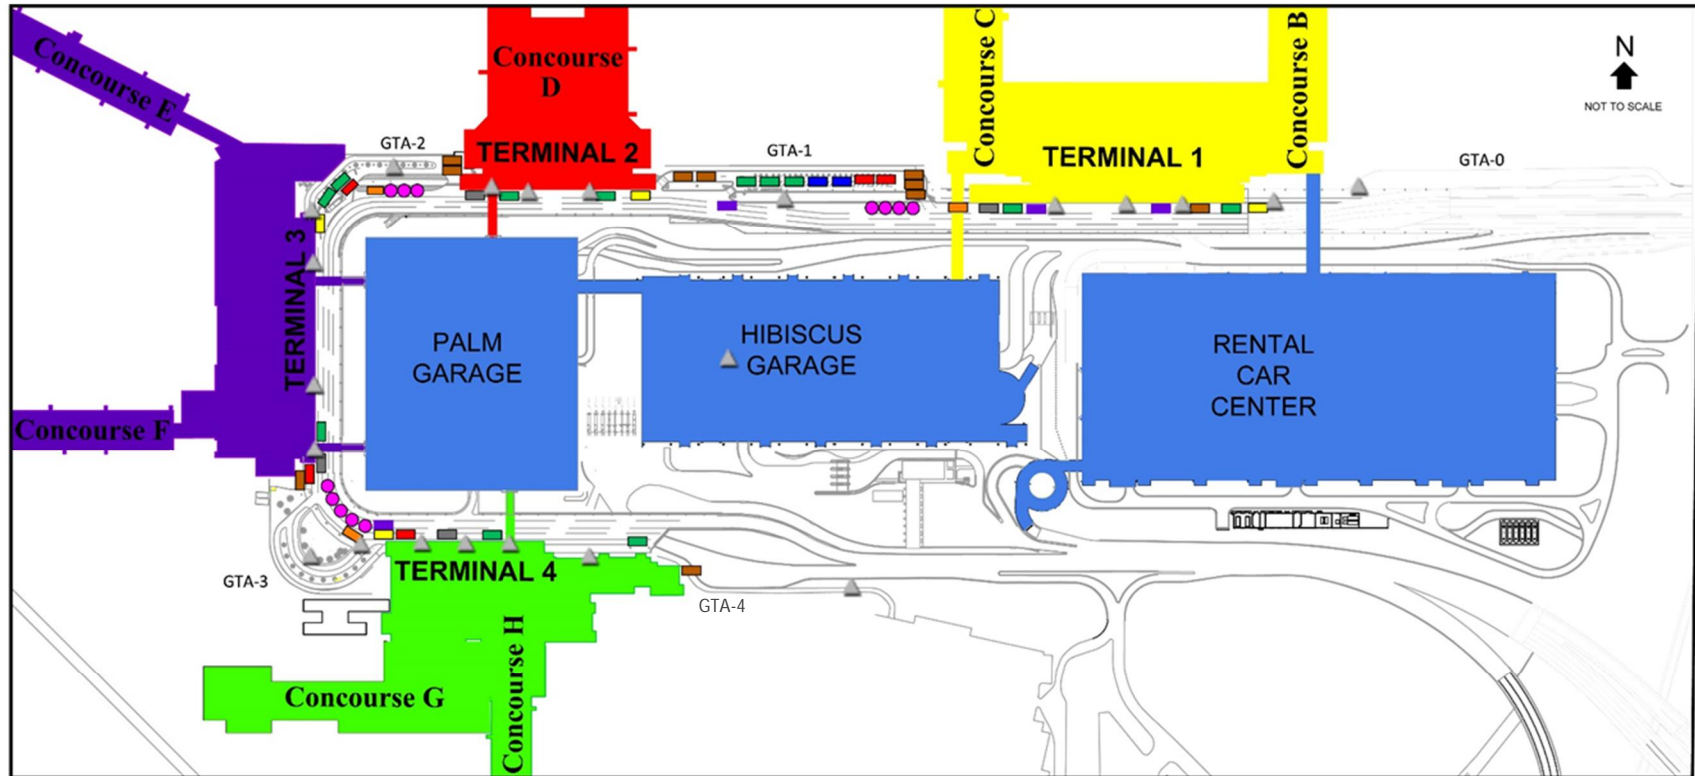 Concourse E
Concourse
D
Concourse C
Concourse B
N
NOT TO SCALE
GTA-2
TERMINAL 2
GTA-1
TERMINAL 1
GTA-0
TERMINAL 3
PALM
GARAGE
HIBISCUS
GARAGE
RENTAL
CAR
CENTER
Concourse F
GTA-3
TERMINAL 4
GTA-4
Concourse G
Concourse H